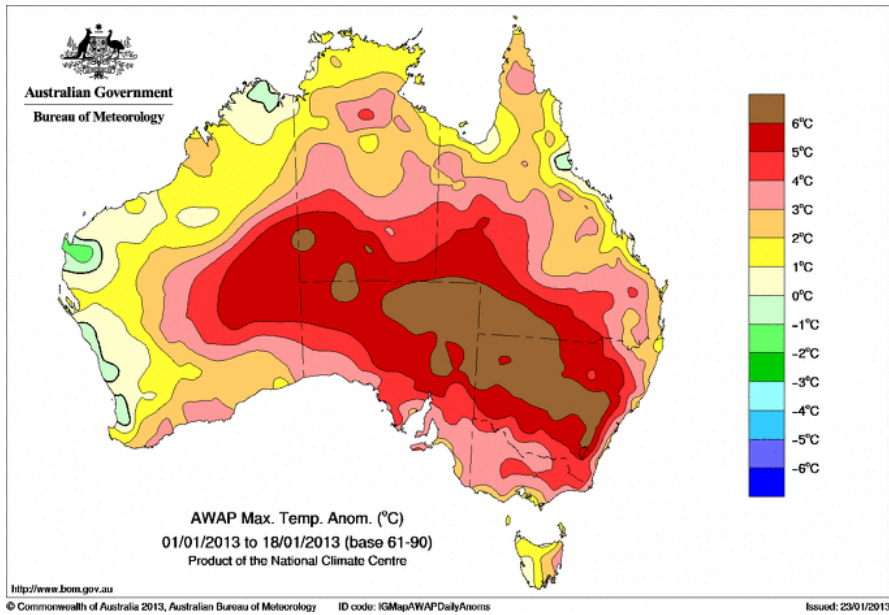 Australian Government
Bureau of Meteorology
6°C
5°C
4°C
3°C
2°C
1°C
0°C
-1°C
-2°C
-3°C
-4°C
-5°C
-6°C
AWAP Max. Temp. Anom. (°C)
01/01/2013 to 18/01/2013 (base 61-90)
Product of the National Climate Centre
http://www.bom.gov.au
© Commonwealth of Australia 2013, Australian Bureau of Meteorology ID code: IGMapAWAPDailyAnoms Issued: 23/01/2013